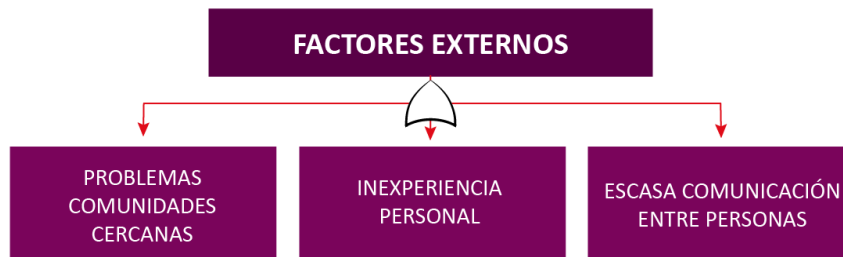 FACTORES EXTERNOS
PROBLEMAS
COMUNIDADES
CERCANAS
INEXPERIENCIA
PERSONAL
ESCASA COMUNICACIÓN
ENTRE PERSONAS